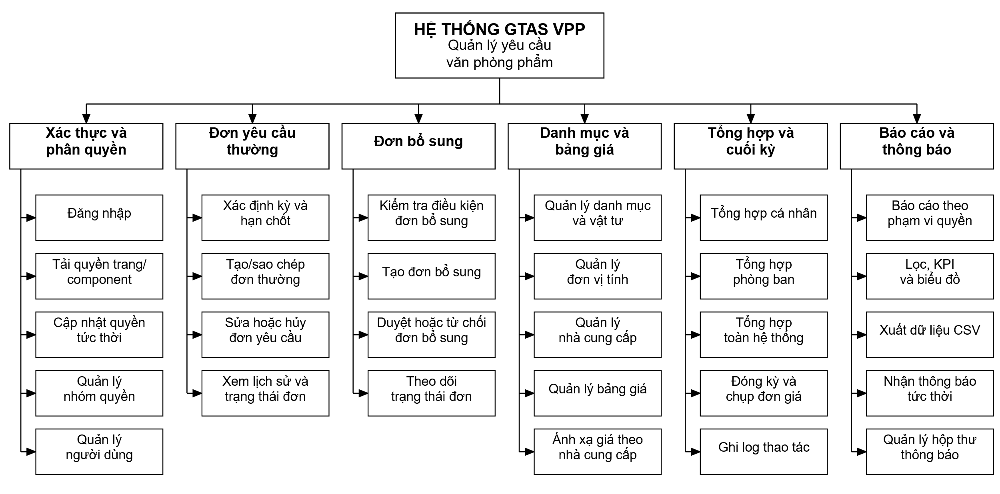 HỆ THỐNG GTAS VPP
Quản lý yêu cầu
văn phòng phẩm
Xác thực và
phân quyền
Đăng nhập
Tải quyền trang/
component
Cập nhật quyền
tức thời
Quản lý
nhóm quyền
Quản lý
người dùng
Đơn yêu cầu
thường
Xác định kỳ và
hạn chốt
Tạo/sao chép
đơn thường
Sửa hoặc hủy
đơn yêu cầu
Xem lịch sử và
trạng thái đơn
Đơn bổ sung
Kiểm tra điều kiện
đơn bổ sung
Tạo đơn bổ sung
Duyệt hoặc từ chối
đơn bổ sung
Theo dõi
trạng thái đơn
Danh mục và
bảng giá
Quản lý danh mục
và vật tư
Quản lý
đơn vị tính
Quản lý
nhà cung cấp
Quản lý bảng giá
Ánh xạ giá theo
nhà cung cấp
Tổng hợp và
cuối kỳ
Tổng hợp cá nhân
Tổng hợp
phòng ban
Tổng hợp
toàn hệ thống
Đóng kỳ và
chụp đơn giá
Ghi log thao tác
Báo cáo và
thông báo
Báo cáo theo
phạm vi quyền
Lọc, KPI
và biểu đồ
Xuất dữ liệu CSV
Nhận thông báo
tức thời
Quản lý hộp thư
thông báo